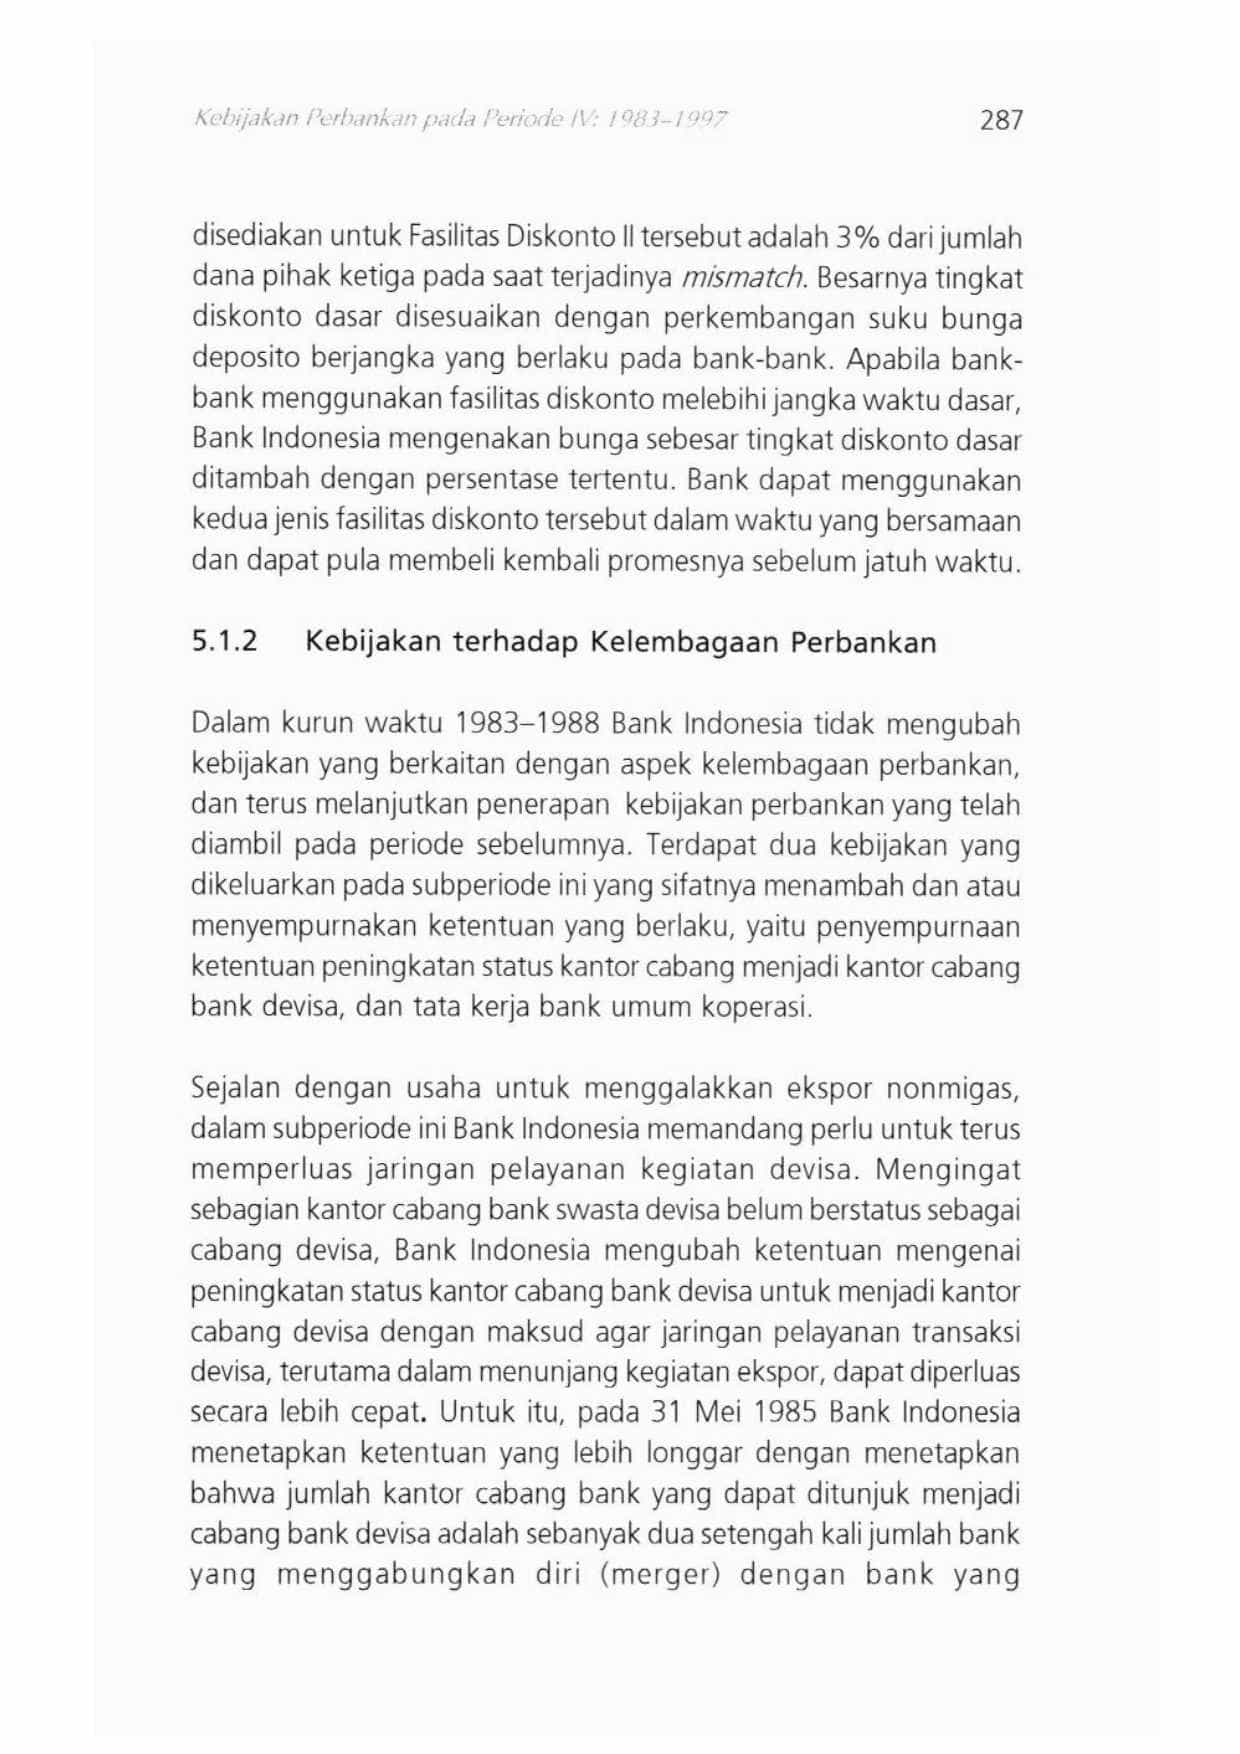 Kebijakan Perbankan pada Periode IV: 1983–1997 287
disediakan untuk Fasilitas Diskonto II tersebut adalah 3% dari jumlah
dana pihak ketiga pada saat terjadinya mismatch. Besarnya tingkat
diskonto dasar disesuaikan dengan perkembangan suku bunga
deposito berjangka yang berlaku pada bank-bank. Apabila bank-
bank menggunakan fasilitas diskonto melebihi jangka waktu dasar,
Bank Indonesia mengenakan bunga sebesar tingkat diskonto dasar
ditambah dengan persentase tertentu. Bank dapat menggunakan
kedua jenis fasilitas diskonto tersebut dalam waktu yang bersamaan
dan dapat pula membeli kembali promesnya sebelum jatuh waktu.
5.1.2 Kebijakan terhadap Kelembagaan Perbankan
Dalam kurun waktu 1983–1988 Bank Indonesia tidak mengubah
kebijakan yang berkaitan dengan aspek kelembagaan perbankan,
dan terus melanjutkan penerapan kebijakan perbankan yang telah
diambil pada periode sebelumnya. Terdapat dua kebijakan yang
dikeluarkan pada subperiode ini yang sifatnya menambah dan atau
menyempurnakan ketentuan yang berlaku, yaitu penyempurnaan
ketentuan peningkatan status kantor cabang menjadi kantor cabang
bank devisa, dan tata kerja bank umum koperasi.
Sejalan dengan usaha untuk menggalakkan ekspor nonmigas,
dalam subperiode ini Bank Indonesia memandang perlu untuk terus
memperluas jaringan pelayanan kegiatan devisa. Mengingat
sebagian kantor cabang bank swasta devisa belum berstatus sebagai
cabang devisa, Bank Indonesia mengubah ketentuan mengenai
peningkatan status kantor cabang bank devisa untuk menjadi kantor
cabang devisa dengan maksud agar jaringan pelayanan transaksi
devisa, terutama dalam menunjang kegiatan ekspor, dapat diperluas
secara lebih cepat. Untuk itu, pada 31 Mei 1985 Bank Indonesia
menetapkan ketentuan yang lebih longgar dengan menetapkan
bahwa jumlah kantor cabang bank yang dapat ditunjuk menjadi
cabang bank devisa adalah sebanyak dua setengah kali jumlah bank
yang menggabungkan diri (merger) dengan bank yang